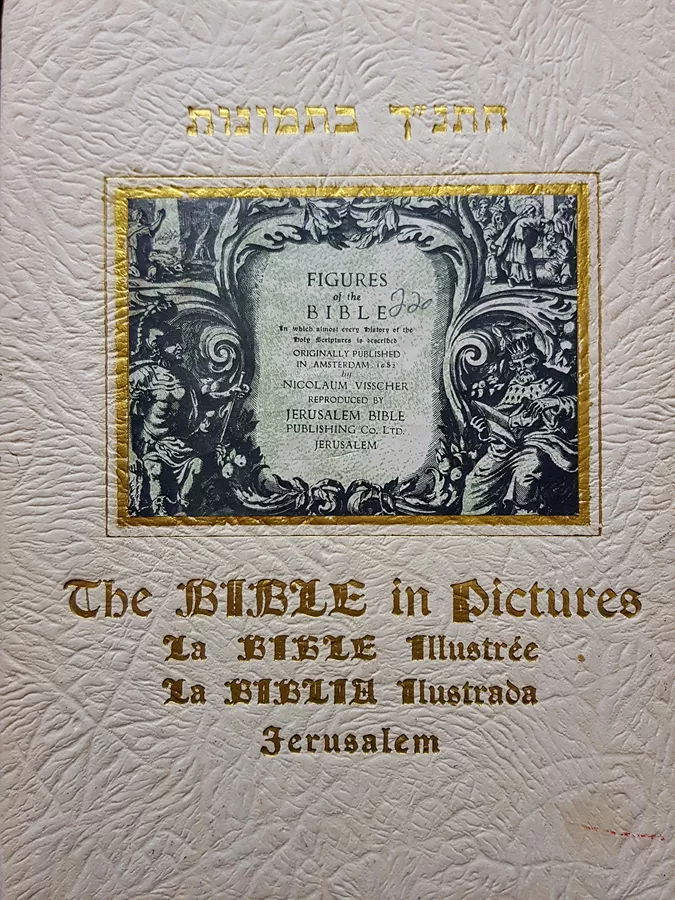 התנ"ך בתמונות
FIGURES
of the
BIBLE 220
In which almost every History of the
Holy Scriptures is described
ORIGINALLY PUBLISHED
IN AMSTERDAM 1682
by
NICOLAUM VISSCHER
REPRODUCED BY
JERUSALEM BIBLE
PUBLISHING Co. LTD.
JERUSALEM
The BIBLE in Pictures
La BIBLE Illustrée
La BIBLIA Ilustrada
Jerusalem